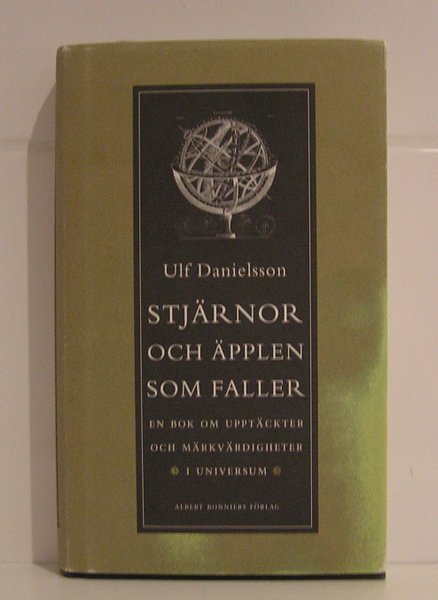 Ulf Danielsson
STJÄRNOR
OCH ÄPPLEN
SOM FALLER
EN BOK OM UPPTÄCKTER
OCH MÄRKVÄRDIGHETER
I UNIVERSUM
ALBERT BONNIERS FÖRLAG